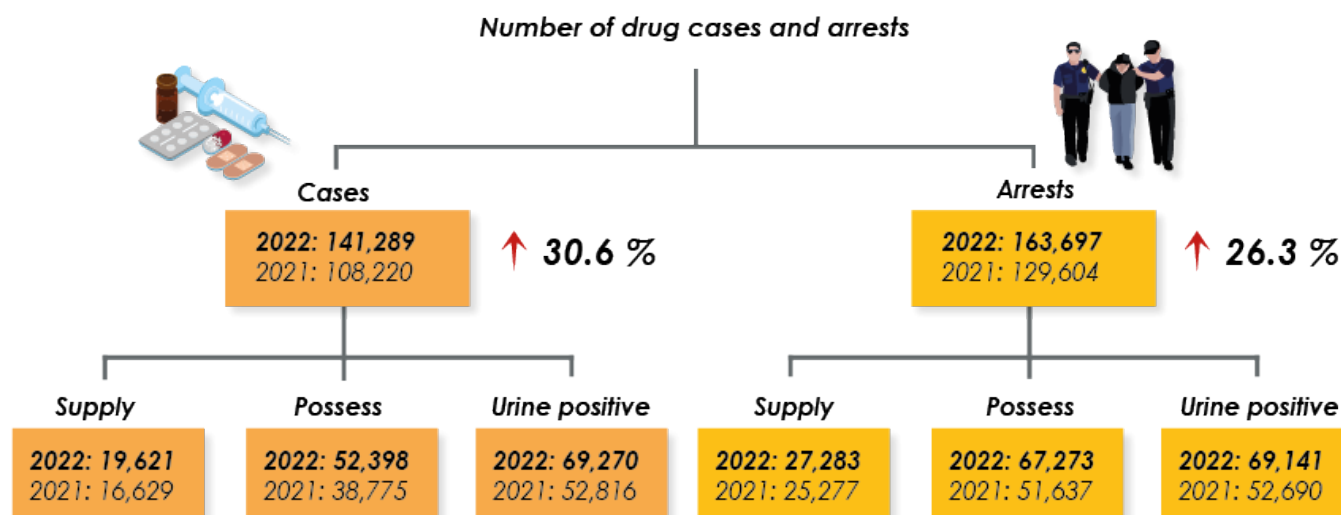 Number of drug cases and arrests
Cases
2022: 141,289
2021: 108,220
30.6 %
Arrests
2022: 163,697
2021: 129,604
26.3 %
Supply
2022: 19,621
2021: 16,629
Possess
2022: 52,398
2021: 38,775
Urine positive
2022: 69,270
2021: 52,816
Supply
2022: 27,283
2021: 25,277
Possess
2022: 67,273
2021: 51,637
Urine positive
2022: 69,141
2021: 52,690